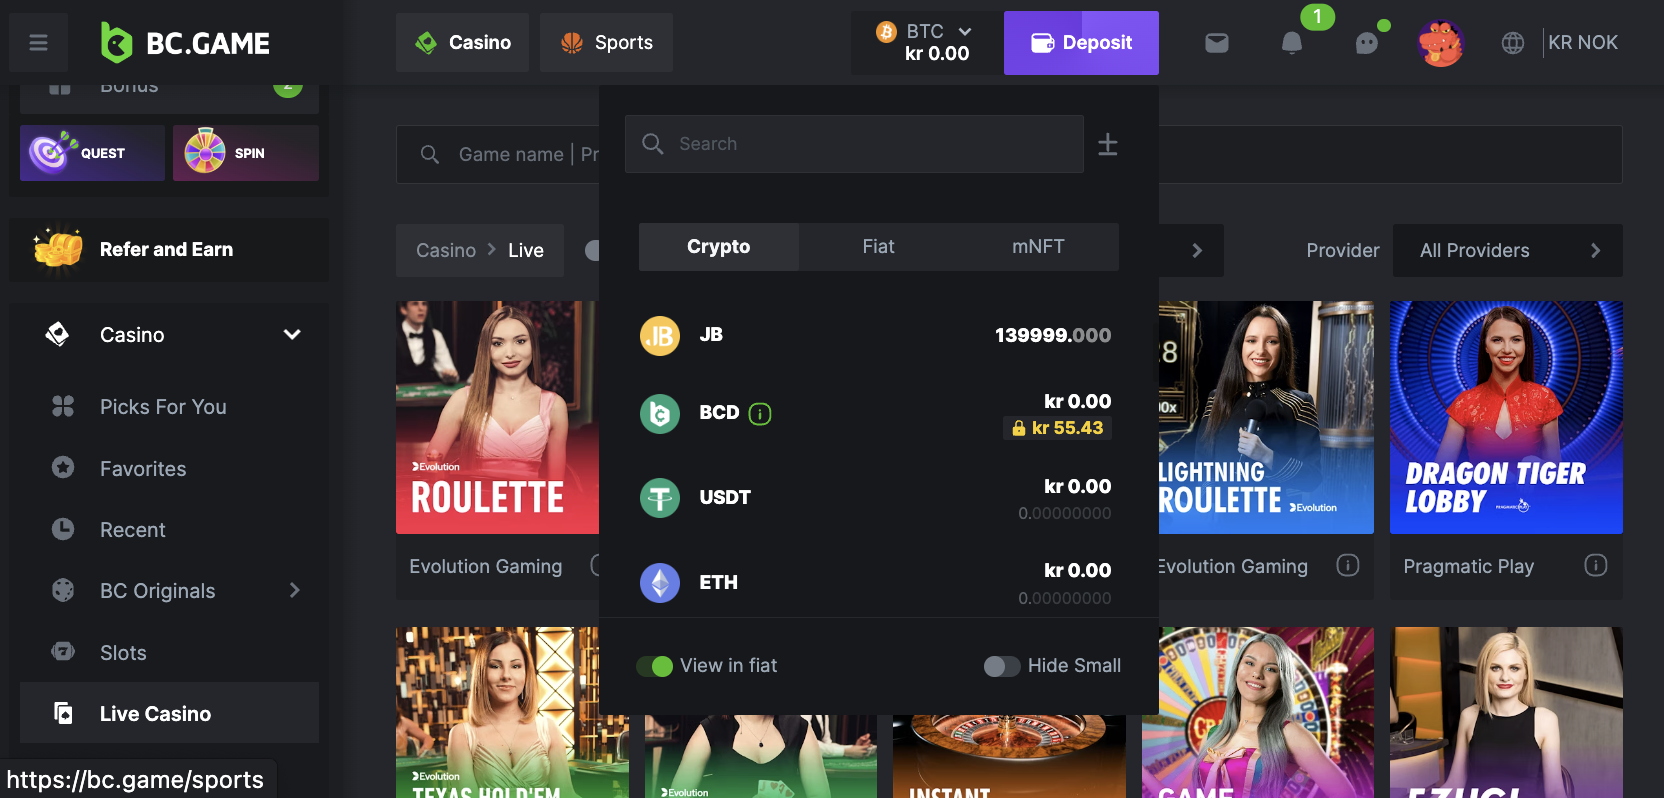 BC.GAME
Casino
Sports
BTC
kr 0.00
Deposit
1
KR NOK
Bonus
2
QUEST
SPIN
Refer and Earn
Casino
Picks For You
Favorites
Recent
BC Originals
Slots
Live Casino
https://bc.game/sports
Game name | Pr
Casino > Live
Provider
All Providers
Search
Crypto
Fiat
mNFT
JB
139999.000
BCD
kr 0.00
kr 55.43
USDT
kr 0.00
0.00000000
ETH
kr 0.00
0.00000000
View in fiat
Hide Small
Evolution
ROULETTE
Evolution Gaming
LIGHTNING
ROULETTE
Evolution
Evolution Gaming
DRAGON TIGER
LOBBY
PRAGMATIC PLAY
Pragmatic Play
Evolution
TEXAS HOLD'EM
Evolution
INSTANT
GAME
EZUGI